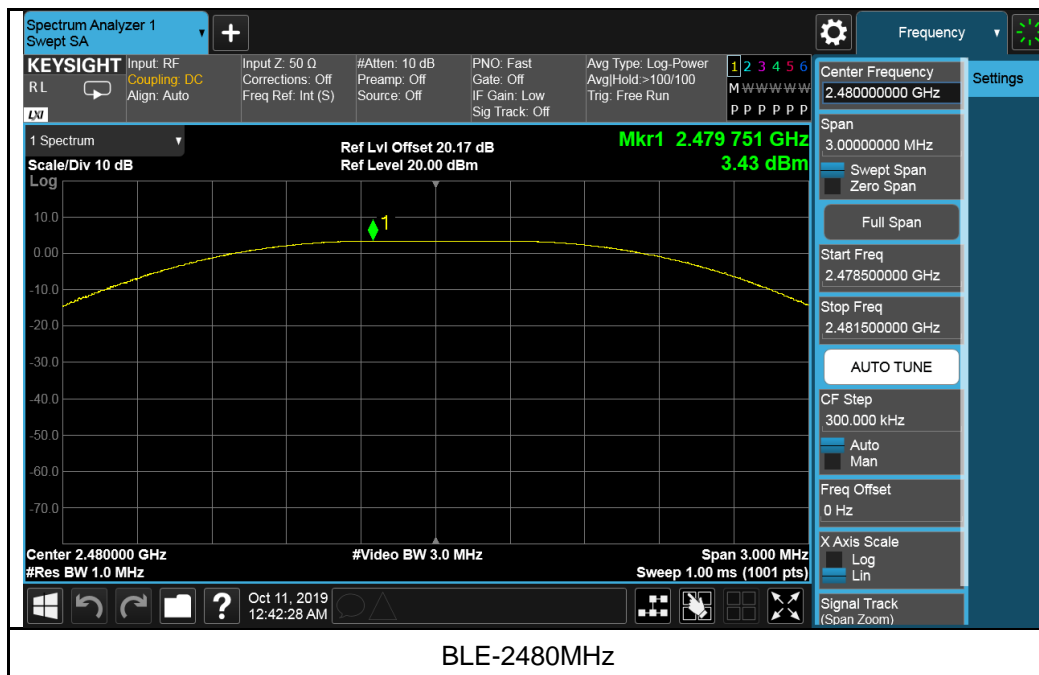 Spectrum Analyzer 1
Swept SA
Frequency
KEYSIGHT
RL
LXI
Input: RF
Coupling: DC
Align: Auto
Input Z: 50 Ω
Corrections: Off
Freq Ref: Int (S)
#Atten: 10 dB
Preamp: Off
Source: Off
PNO: Fast
Gate: Off
IF Gain: Low
Sig Track: Off
Avg Type: Log-Power
Avg|Hold:>100/100
Trig: Free Run
1 2 3 4 5 6
M W W W W W
P P P P P P
1 Spectrum
Scale/Div 10 dB
Ref Lvl Offset 20.17 dB
Ref Level 20.00 dBm
Mkr1 2.479 751 GHz
3.43 dBm
Log
1
10.0
0.00
-10.0
-20.0
-30.0
-40.0
-50.0
-60.0
-70.0
Center 2.480000 GHz
#Video BW 3.0 MHz
Span 3.000 MHz
#Res BW 1.0 MHz
Sweep 1.00 ms (1001 pts)
?
Oct 11, 2019
12:42:28 AM
Center Frequency
2.480000000 GHz
Settings
Span
3.00000000 MHz
Swept Span
Zero Span
Full Span
Start Freq
2.478500000 GHz
Stop Freq
2.481500000 GHz
AUTO TUNE
CF Step
300.000 kHz
Auto
Man
Freq Offset
0 Hz
X Axis Scale
Log
Lin
Signal Track
(Span Zoom)
BLE-2480MHz